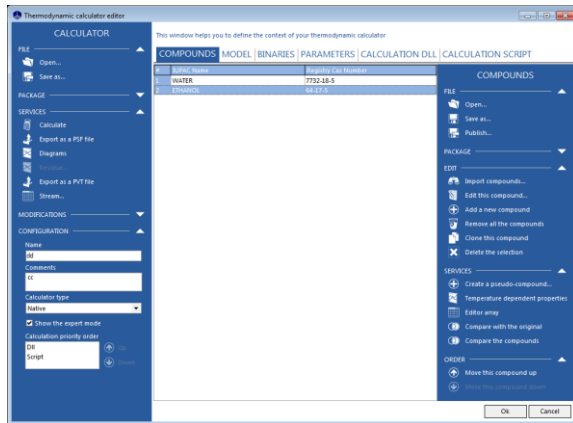 Thermodynamic calculator editor
CALCULATOR
FILE
Open...
Save as...
PACKAGE
SERVICES
Calculate
Export as a PSF file
Diagrams
Export as a PVT file
Stream...
MODIFICATIONS
CONFIGURATION
Name
dd
Comments
cc
Calculator type
Native
Show the expert mode
Calculation priority order
Dll
Script
Up
Down
This window helps you to define the content of your thermodynamic calculator
COMPOUNDS MODEL BINARIES PARAMETERS CALCULATION DLL CALCULATION SCRIPT
# IUPAC Name Registry Cas Number
1 WATER 7732-18-5
2 ETHANOL 64-17-5
COMPOUNDS
FILE
Open...
Save as...
Publish...
PACKAGE
EDIT
Import compounds...
Edit this compound...
Add a new compound
Remove all the compounds
Clone this compound
Delete the selection
SERVICES
Create a pseudo-compound...
Temperature dependent properties
Editor array
Compare with the original
Compare the compounds
ORDER
Move this compound up
Move this compound down
Ok Cancel